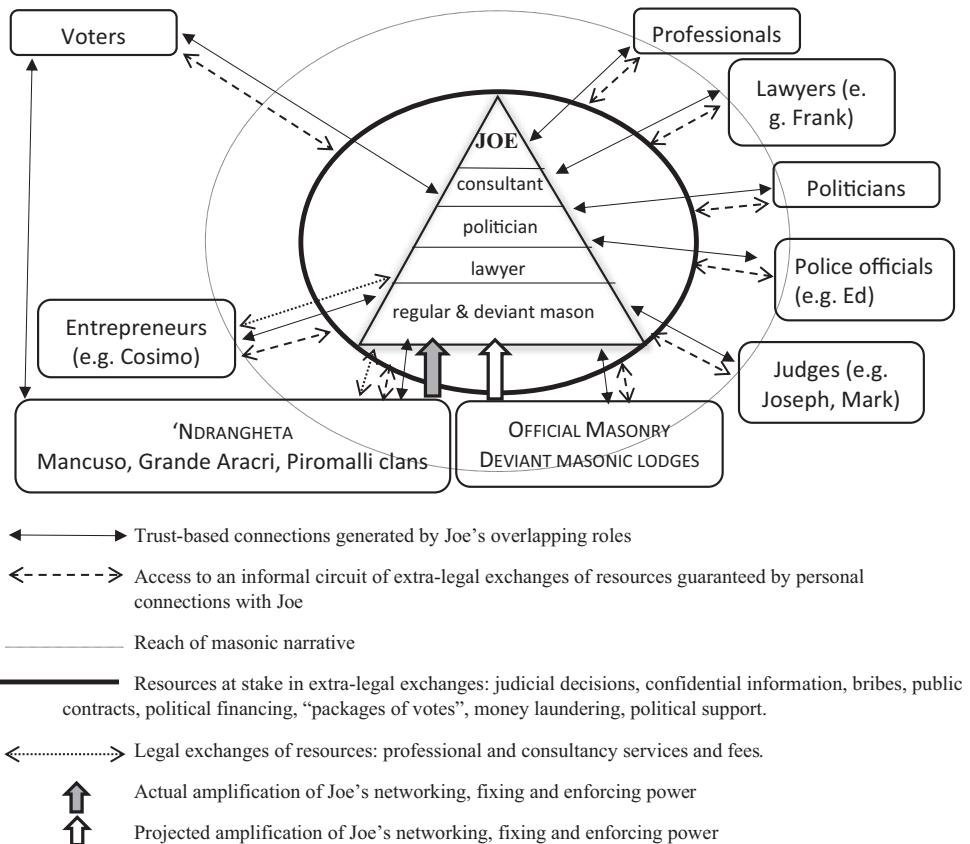 Voters
Professionals
Lawyers (e.
g. Frank)
JOE
consultant
Politicians
politician
Police officials
(e.g. Ed)
lawyer
regular & deviant mason
Entrepreneurs
(e.g. Cosimo)
Judges (e.g.
Joseph, Mark)
‘NDRANGHETA
Mancuso, Grande Aracri, Piromalli clans
OFFICIAL MASONRY
DEVIANT MASONIC LODGES
Trust-based connections generated by Joe’s overlapping roles
Access to an informal circuit of extra-legal exchanges of resources guaranteed by personal
connections with Joe
Reach of masonic narrative
Resources at stake in extra-legal exchanges: judicial decisions, confidential information, bribes, public
contracts, political financing, “packages of votes”, money laundering, political support.
Legal exchanges of resources: professional and consultancy services and fees.
Actual amplification of Joe’s networking, fixing and enforcing power
Projected amplification of Joe’s networking, fixing and enforcing power